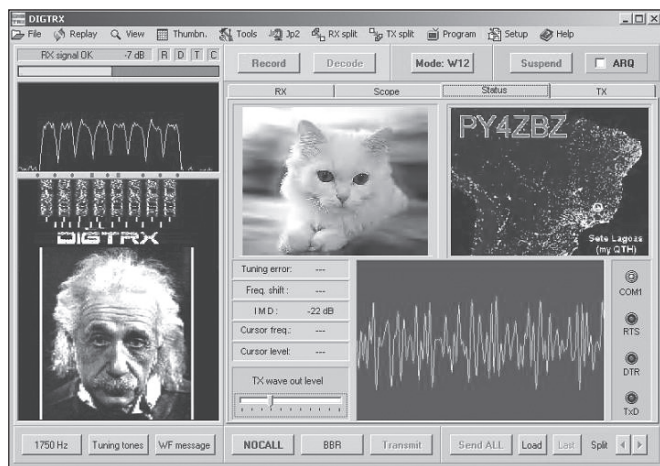 DIGTRX
File Replay View Thumbn. Tools Jp2 RX split TX split Program Setup Help
RX signal OK -7 dB R D T C
Record Decode Mode: W12 Suspend ARQ
RX Scope Status TX
PY4ZBZ
Sete Lagoas
(my QTH)
DIGTRX
Tuning error: ---
Freq. shift : ---
I M D : -22 dB
Cursor freq.: ---
Cursor level: ---
TX wave out level
COM1
RTS
DTR
TxD
1750 Hz Tuning tones WF message NOCALL BBR Transmit Send ALL Load Last Split